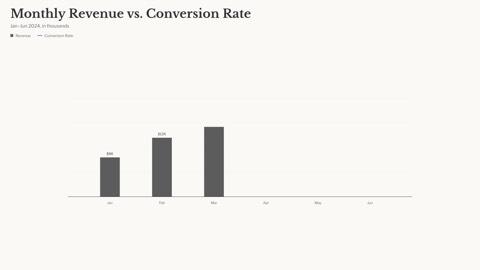 Monthly Revenue vs. Conversion Rate
Jan–Jun 2024, in thousands
Revenue
Conversion Rate
Jan
Feb
Mar
Apr
May
Jun